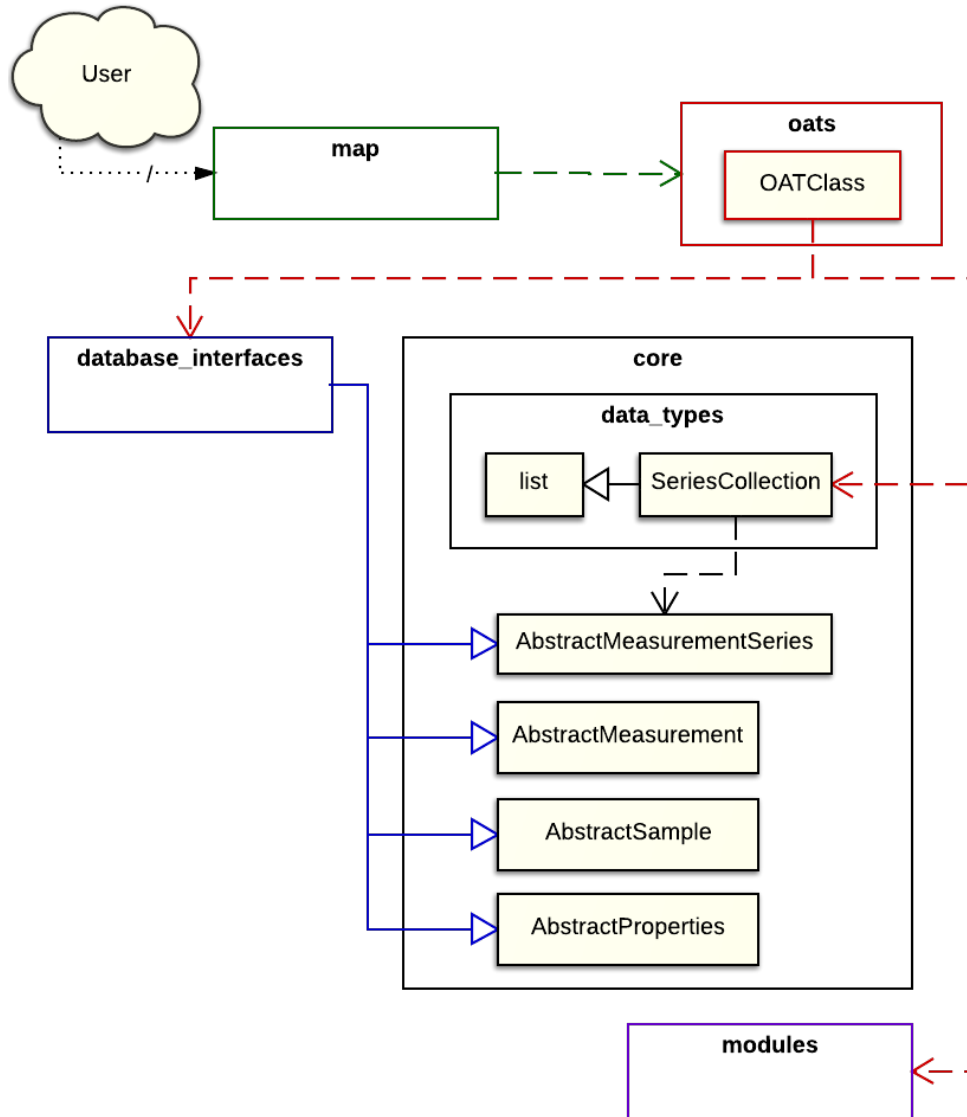 User
map
oats
OATClass
database_interfaces
core
data_types
list
SeriesCollection
AbstractMeasurementSeries
AbstractMeasurement
AbstractSample
AbstractProperties
modules
/